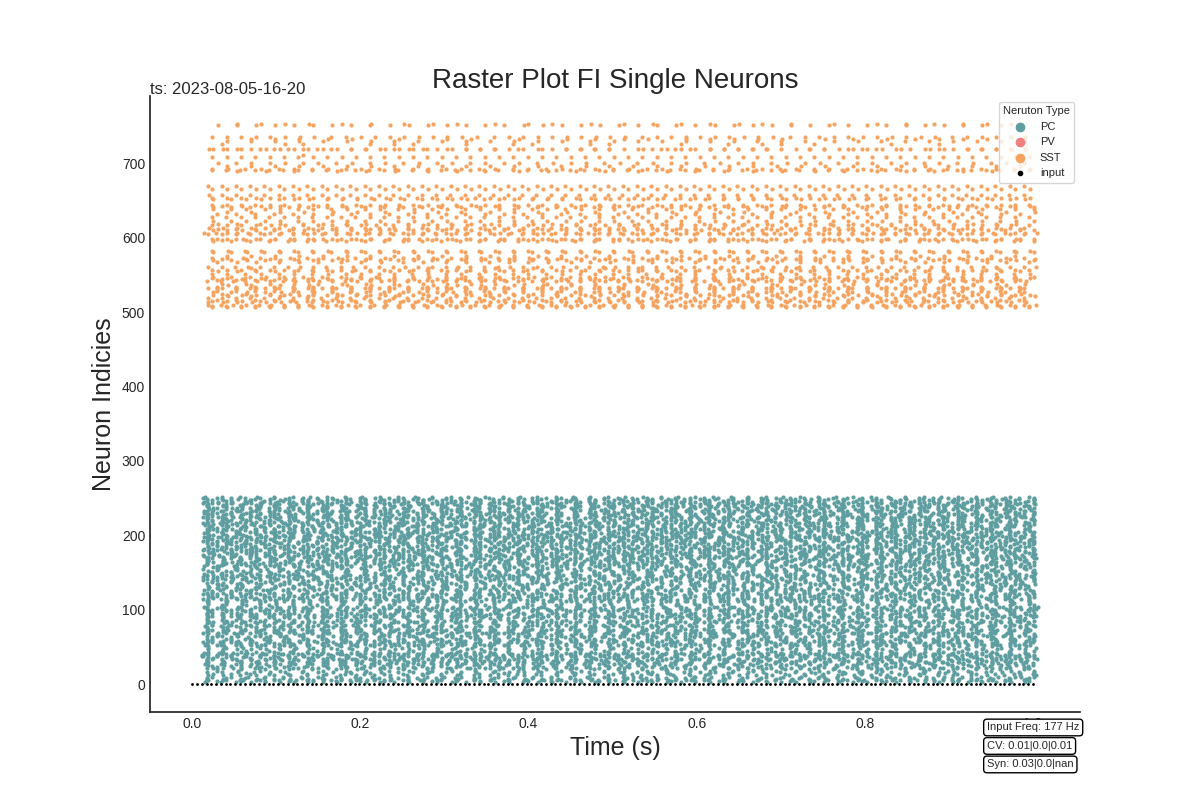 Raster Plot FI Single Neurons
ts: 2023-08-05-16-20
Neruton Type
PC
PV
SST
input
700
600
500
400
300
200
100
0
Neuron Indicies
0.0 0.2 0.4 0.6 0.8
Time (s)
Input Freq: 177 Hz
CV: 0.01|0.0|0.01
Syn: 0.03|0.0|nan